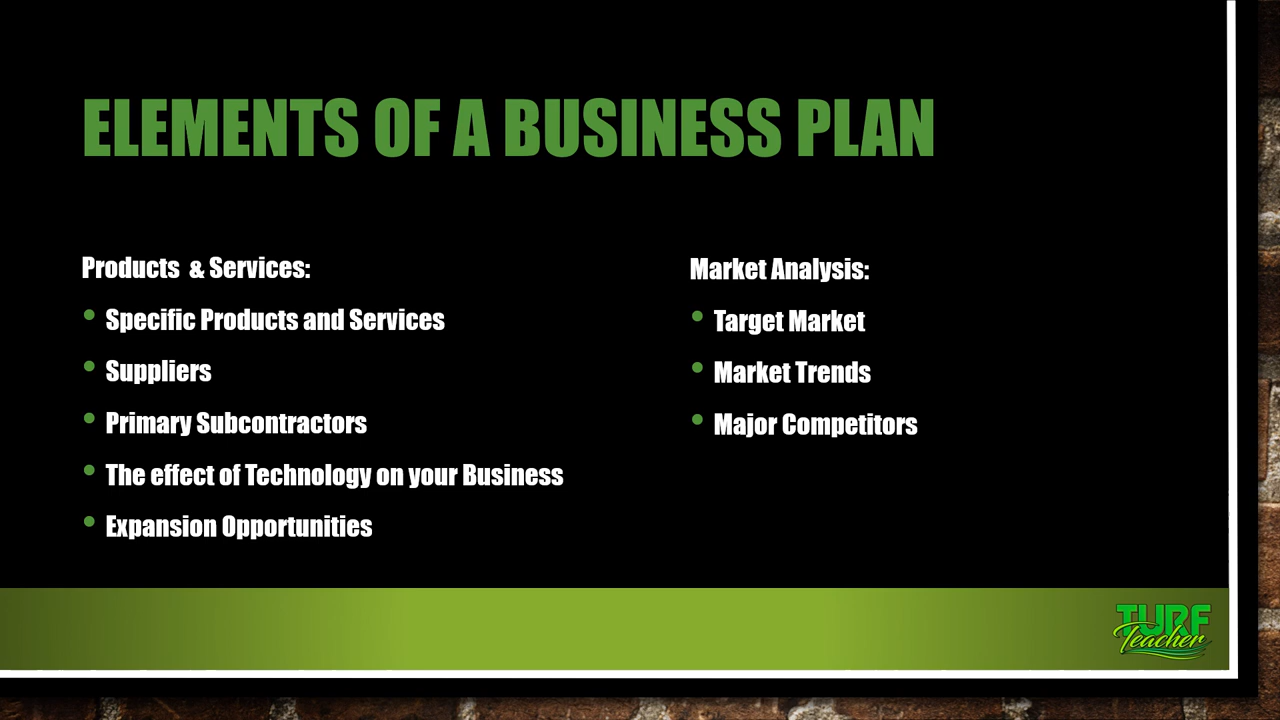 ELEMENTS OF A BUSINESS PLAN
Products & Services:
• Specific Products and Services
• Suppliers
• Primary Subcontractors
• The effect of Technology on your Business
• Expansion Opportunities
Market Analysis:
• Target Market
• Market Trends
• Major Competitors
TURF
Teacher